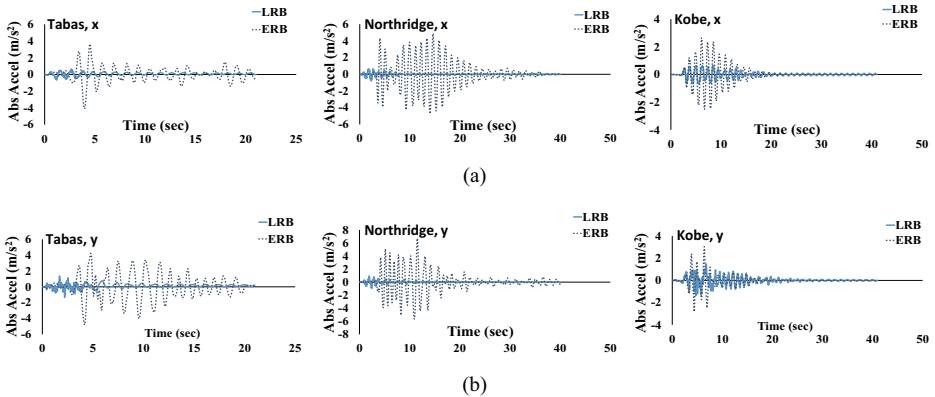 Tabas, x
LRB
ERB
Abs Accel (m/s²)
6
4
2
0
-2
-4
-6
Time (sec)
0 5 10 15 20 25
Northridge, x
LRB
ERB
Abs Accel (m/s²)
6
4
2
0
-2
-4
-6
Time (sec)
0 10 20 30 40 50
Kobe, x
LRB
ERB
Abs Accel (m/s²)
4
2
0
-2
-4
Time (sec)
0 10 20 30 40 50
(a)
Tabas, y
LRB
ERB
Abs Accel (m/s²)
6
4
2
0
-2
-4
-6
Time (sec)
0 5 10 15 20 25
Northridge, y
LRB
ERB
Abs Accel (m/s²)
8
6
4
2
0
-2
-4
-6
-8
Time (sec)
0 10 20 30 40 50
Kobe, y
LRB
ERB
Abs Accel (m/s²)
4
2
0
-2
-4
Time (sec)
0 10 20 30 40 50
(b)